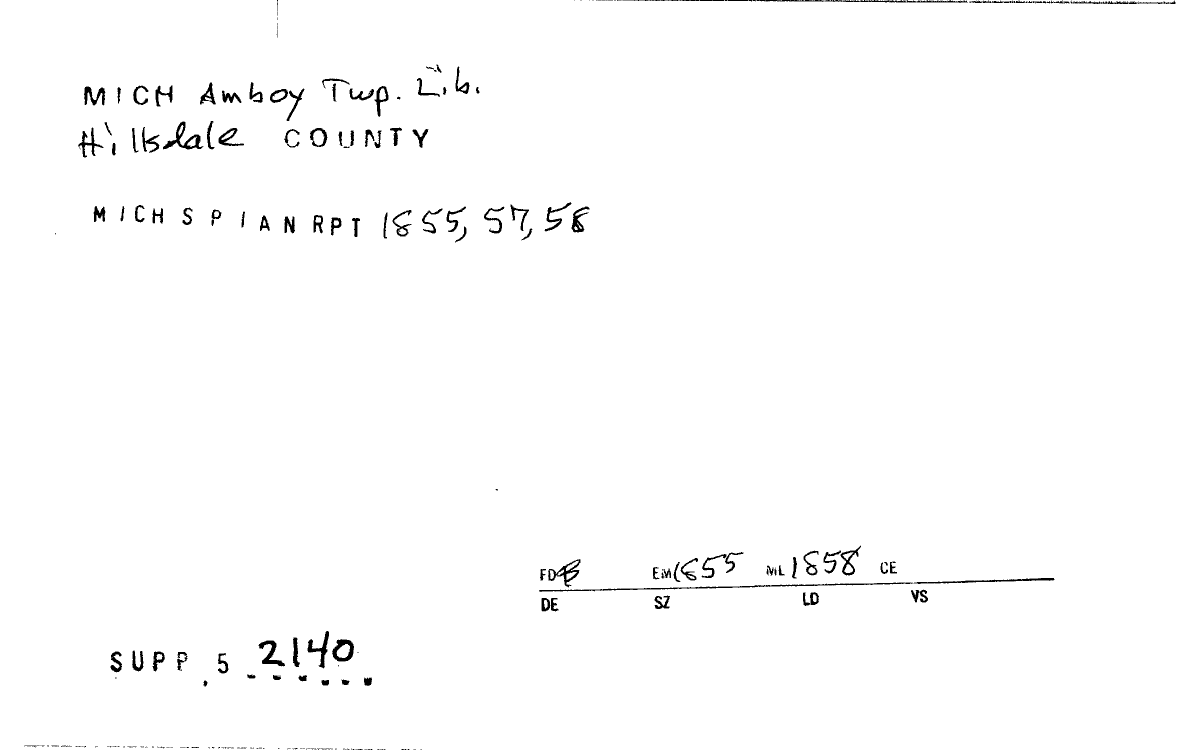 MICH Amboy Twp. Lib.
Hillsdale COUNTY
MICH S P I AN RPT 1855, 57, 58
FD EM 1855 ML 1858 CE
DE SZ LD VS
SUPP. 5 2140